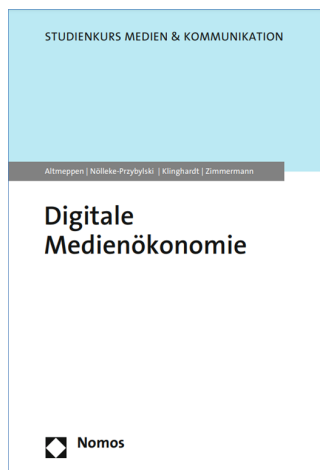 STUDIENKURS MEDIEN & KOMMUNIKATION
Altmeppen | Nölleke-Przybylski | Klinghardt | Zimmermann
Digitale
Medienökonomie
Nomos